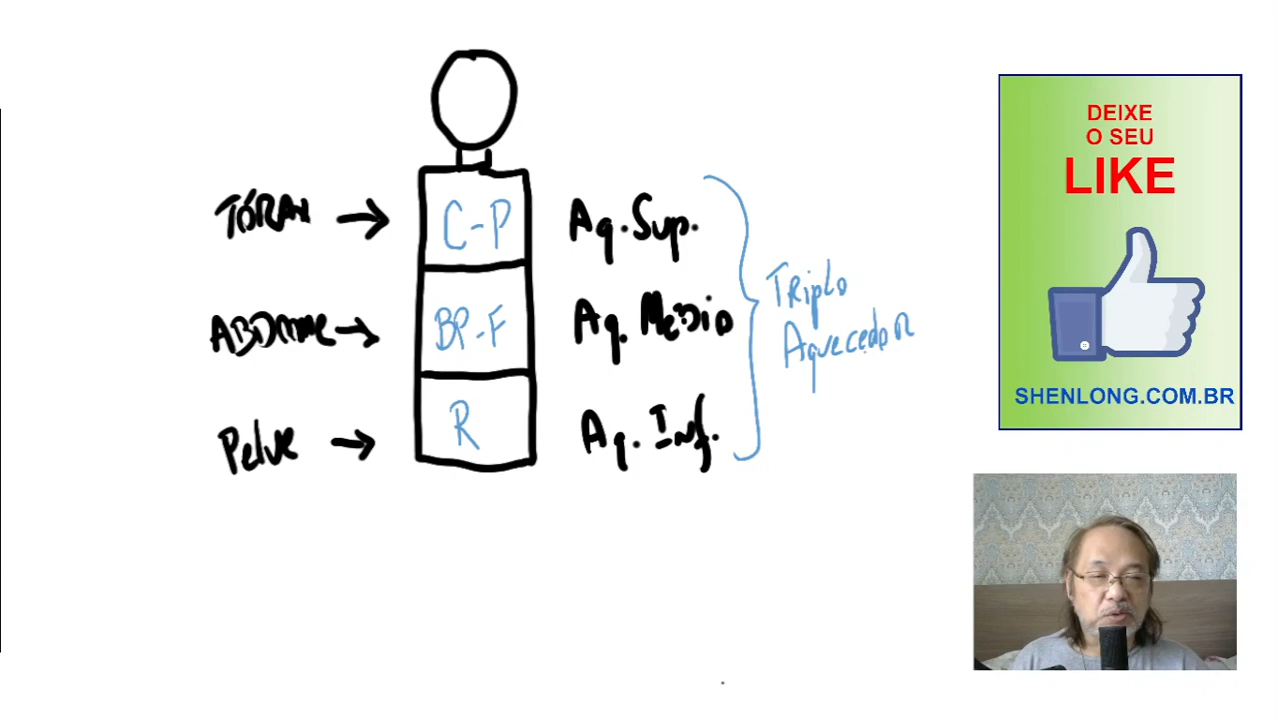 TÓRAX → C-P Aq. Sup.
ABDOME → BP-F Aq. Médio
Pelve → R Aq. Inf.
Triplo
Aquecedor
DEIXE
O SEU
LIKE
SHENLONG.COM.BR